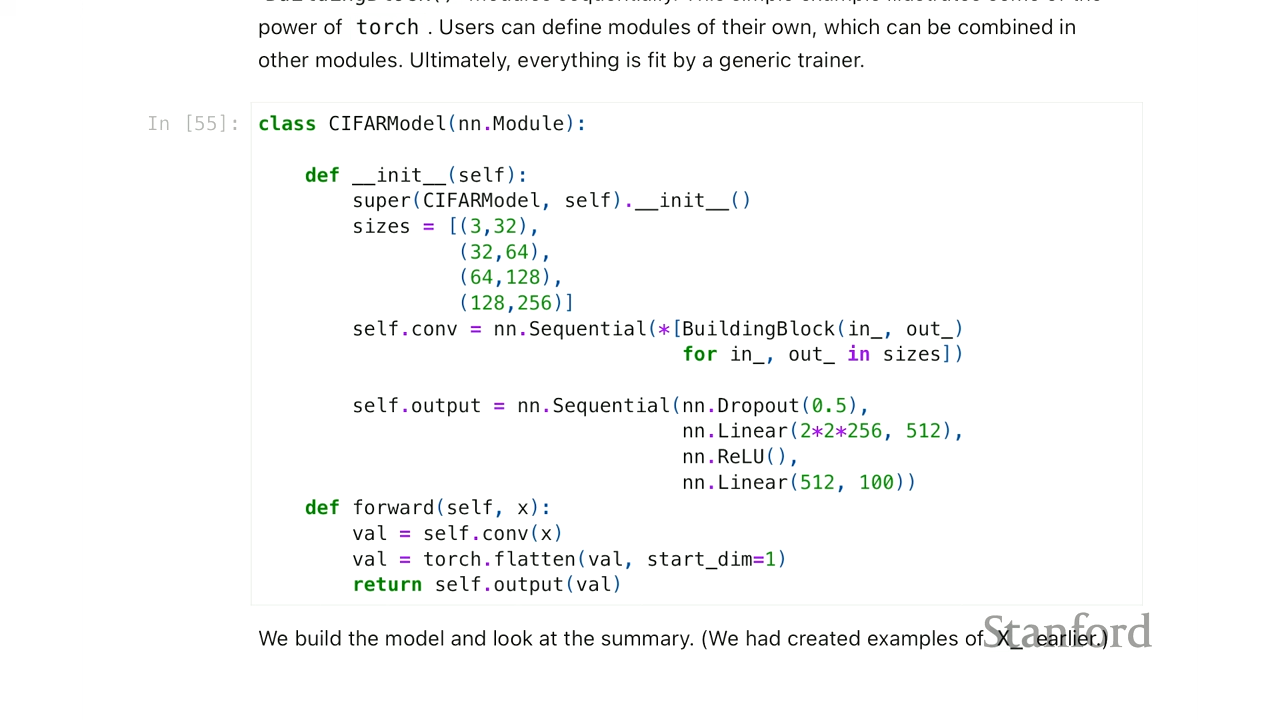 power of torch . Users can define modules of their own, which can be combined in
other modules. Ultimately, everything is fit by a generic trainer.
In [55]:
class CIFARModel(nn.Module):
def __init__(self):
super(CIFARModel, self).__init__()
sizes = [(3,32),
(32,64),
(64,128),
(128,256)]
self.conv = nn.Sequential(*[BuildingBlock(in_, out_)
for in_, out_ in sizes])
self.output = nn.Sequential(nn.Dropout(0.5),
nn.Linear(2*2*256, 512),
nn.ReLU(),
nn.Linear(512, 100))
def forward(self, x):
val = self.conv(x)
val = torch.flatten(val, start_dim=1)
return self.output(val)
We build the model and look at the summary. (We had created examples of X_ earlier.)
Stanford